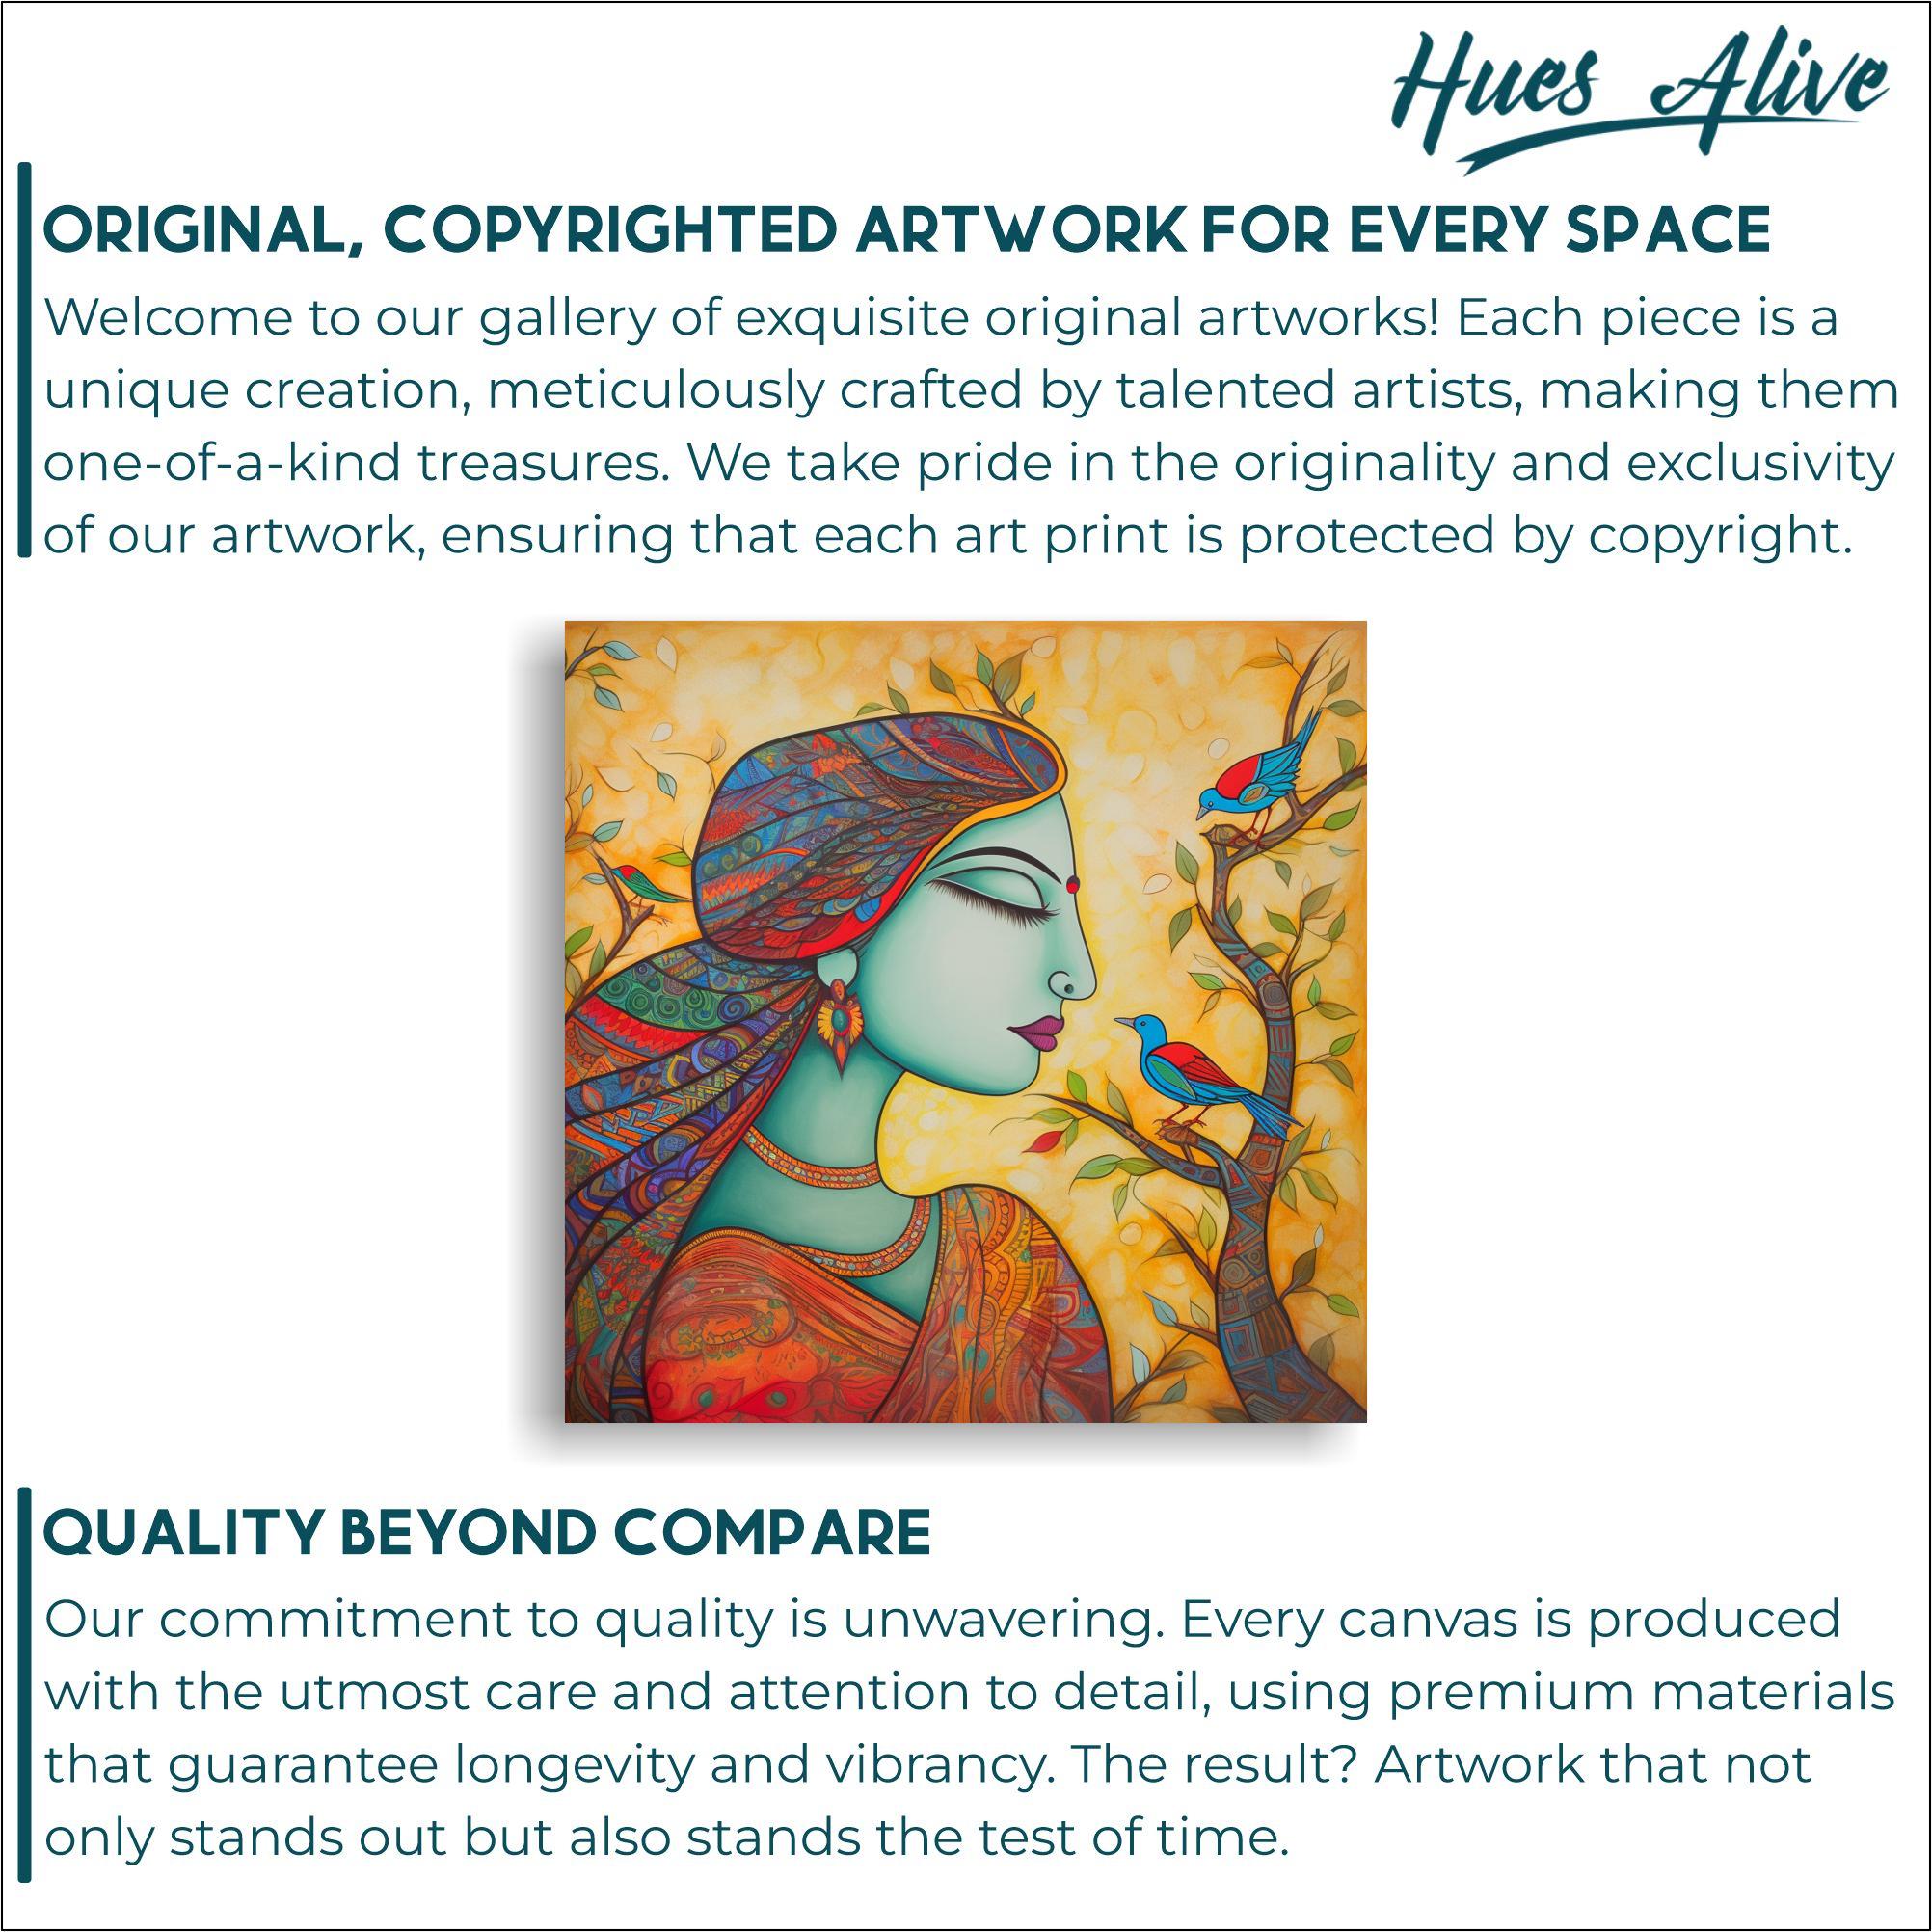 Hues Alive
ORIGINAL, COPYRIGHTED ARTWORK FOR EVERY SPACE
Welcome to our gallery of exquisite original artworks! Each piece is a
unique creation, meticulously crafted by talented artists, making them
one-of-a-kind treasures. We take pride in the originality and exclusivity
of our artwork, ensuring that each art print is protected by copyright.
QUALITY BEYOND COMPARE
Our commitment to quality is unwavering. Every canvas is produced
with the utmost care and attention to detail, using premium materials
that guarantee longevity and vibrancy. The result? Artwork that not
only stands out but also stands the test of time.